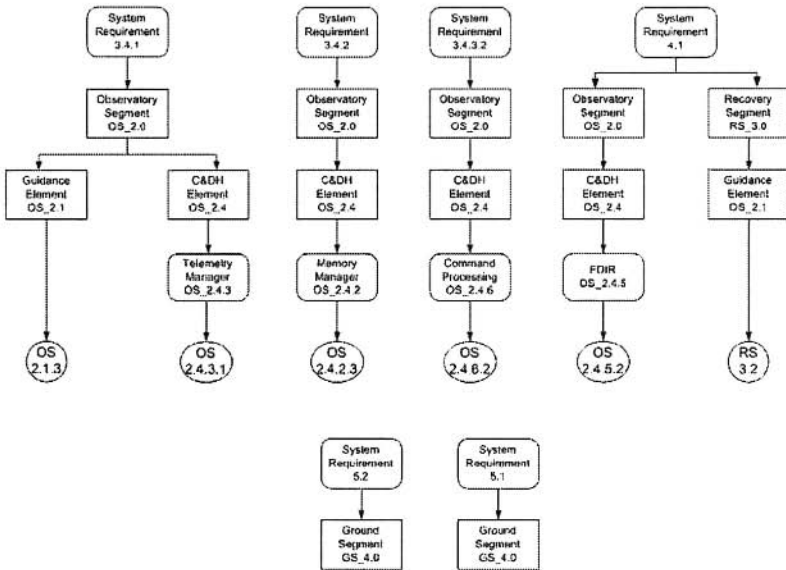 System
Requirement
3.4.1
System
Requirement
3.4.2
System
Requirement
3.4.3.2
System
Requirement
4.1
Observatory
Segment
OS_2.0
Observatory
Segment
OS_2.0
Observatory
Segment
OS_2.0
Observatory
Segment
OS_2.0
Recovery
Segment
RS_3.0
Guidance
Element
OS_2.1
C&DH
Element
OS_2.4
C&DH
Element
OS_2.4
C&DH
Element
OS_2.4
C&DH
Element
OS_2.4
Guidance
Element
OS_2.1
Telemetry
Manager
OS_2.4.3
Memory
Manager
OS_2.4.2
Command
Processing
OS_2.4.6
FDIR
OS_2.4.5
OS
2.1.3
OS
2.4.3.1
OS
2.4.2.3
OS
2.4.6.2
OS
2.4.5.2
RS
3.2
System
Requirement
5.2
System
Requirement
5.1
Ground
Segment
GS_4.0
Ground
Segment
GS_4.0